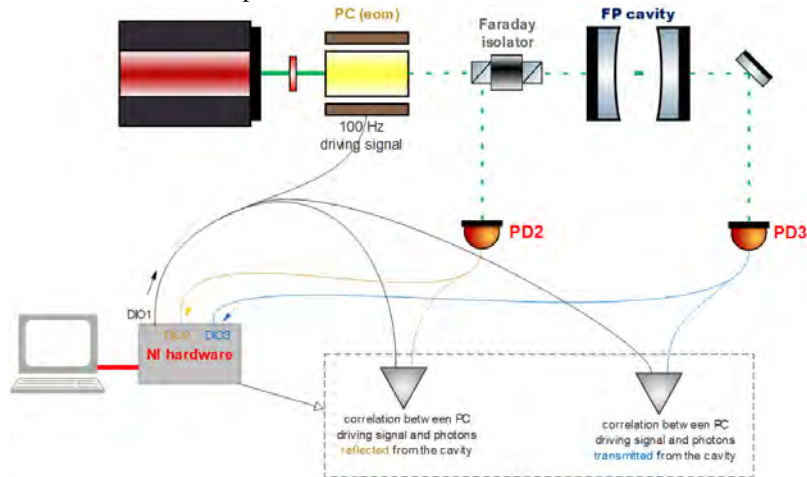 PC (eom)
Faraday
isolator
FP cavity
100 Hz
driving signal
PD2
PD3
DIO1
DIO2
DIO3
NI hardware
correlation between PC
driving signal and photons
reflected from the cavity
correlation between PC
driving signal and photons
transmitted from the cavity